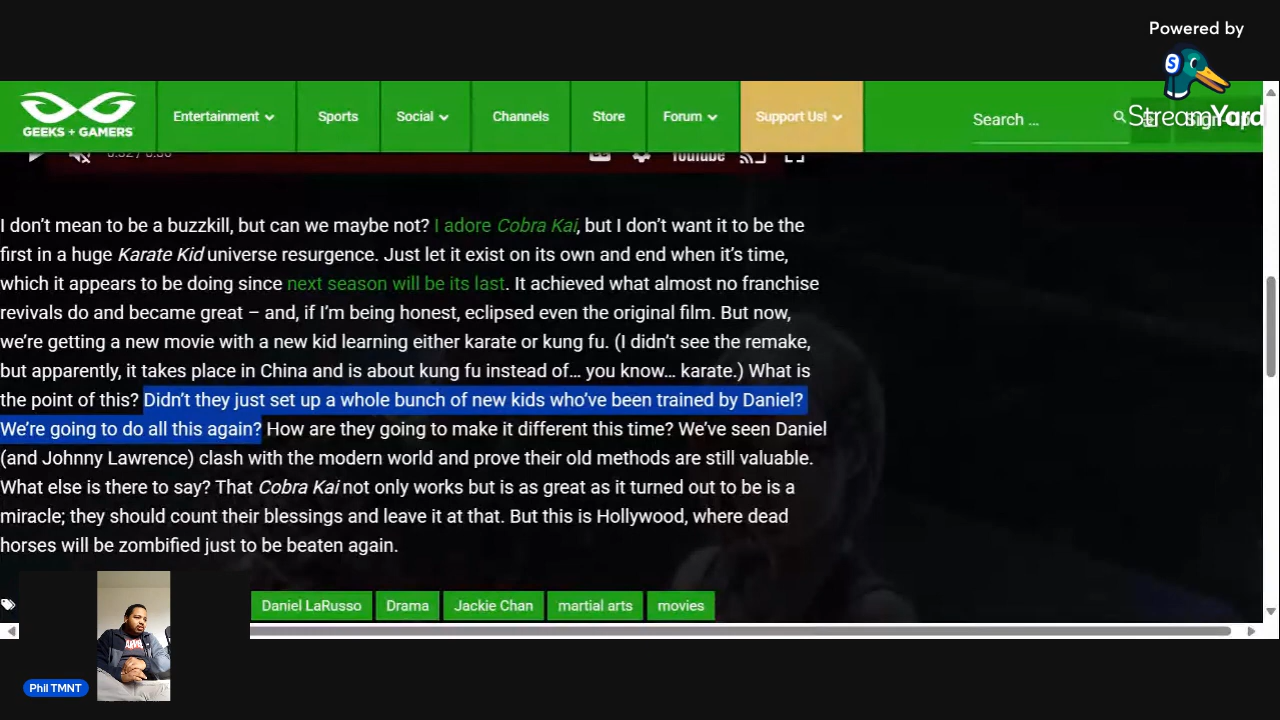 Powered by
S
StreamYard
GEEKS + GAMERS
Entertainment
Sports
Social
Channels
Store
Forum
Support Us!
Search ...
I don’t mean to be a buzzkill, but can we maybe not? I adore Cobra Kai, but I don’t want it to be the
first in a huge Karate Kid universe resurgence. Just let it exist on its own and end when it’s time,
which it appears to be doing since next season will be its last. It achieved what almost no franchise
revivals do and became great – and, if I’m being honest, eclipsed even the original film. But now,
we’re getting a new movie with a new kid learning either karate or kung fu. (I didn’t see the remake,
but apparently, it takes place in China and is about kung fu instead of… you know… karate.) What is
the point of this? Didn’t they just set up a whole bunch of new kids who’ve been trained by Daniel?
We’re going to do all this again? How are they going to make it different this time? We’ve seen Daniel
(and Johnny Lawrence) clash with the modern world and prove their old methods are still valuable.
What else is there to say? That Cobra Kai not only works but is as great as it turned out to be is a
miracle; they should count their blessings and leave it at that. But this is Hollywood, where dead
horses will be zombified just to be beaten again.
Daniel LaRusso
Drama
Jackie Chan
martial arts
movies
Phil TMNT